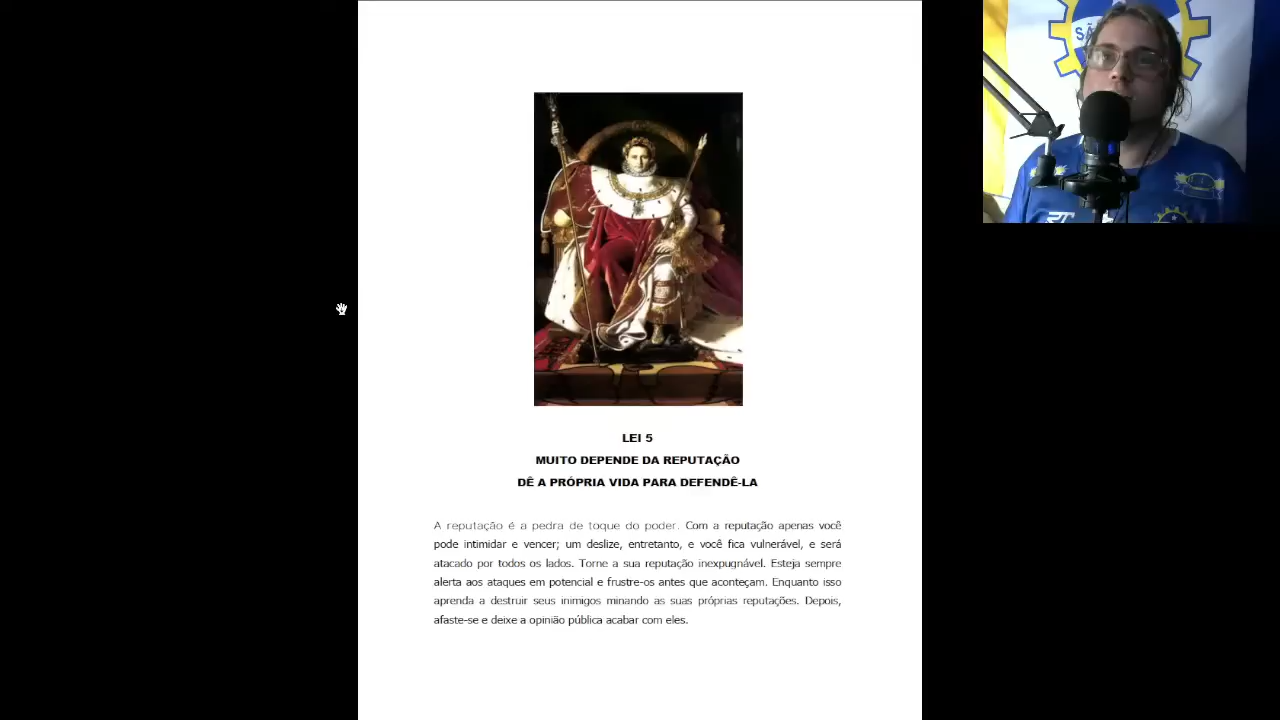 LEI 5
MUITO DEPENDE DA REPUTAÇÃO
DÊ A PRÓPRIA VIDA PARA DEFENDÊ-LA
A reputação é a pedra de toque do poder. Com a reputação apenas você
pode intimidar e vencer; um deslize, entretanto, e você fica vulnerável, e será
atacado por todos os lados. Torne a sua reputação inexpugnável. Esteja sempre
alerta aos ataques em potencial e frustre-os antes que aconteçam. Enquanto isso
aprenda a destruir seus inimigos minando as suas próprias reputações. Depois,
afaste-se e deixe a opinião pública acabar com eles.